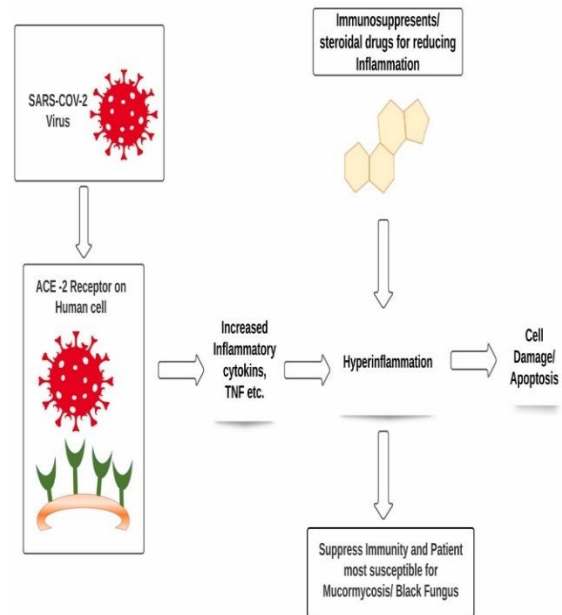 Immunosuppresents/
steroidal drugs for reducing
Inflammation
SARS-COV-2
Virus
ACE -2 Receptor on
Human cell
Increased
Inflammatory
cytokins,
TNF etc.
Hyperinflammation
Cell
Damage/
Apoptosis
Suppress Immunity and Patient
most susceptible for
Mucormycosis/ Black Fungus